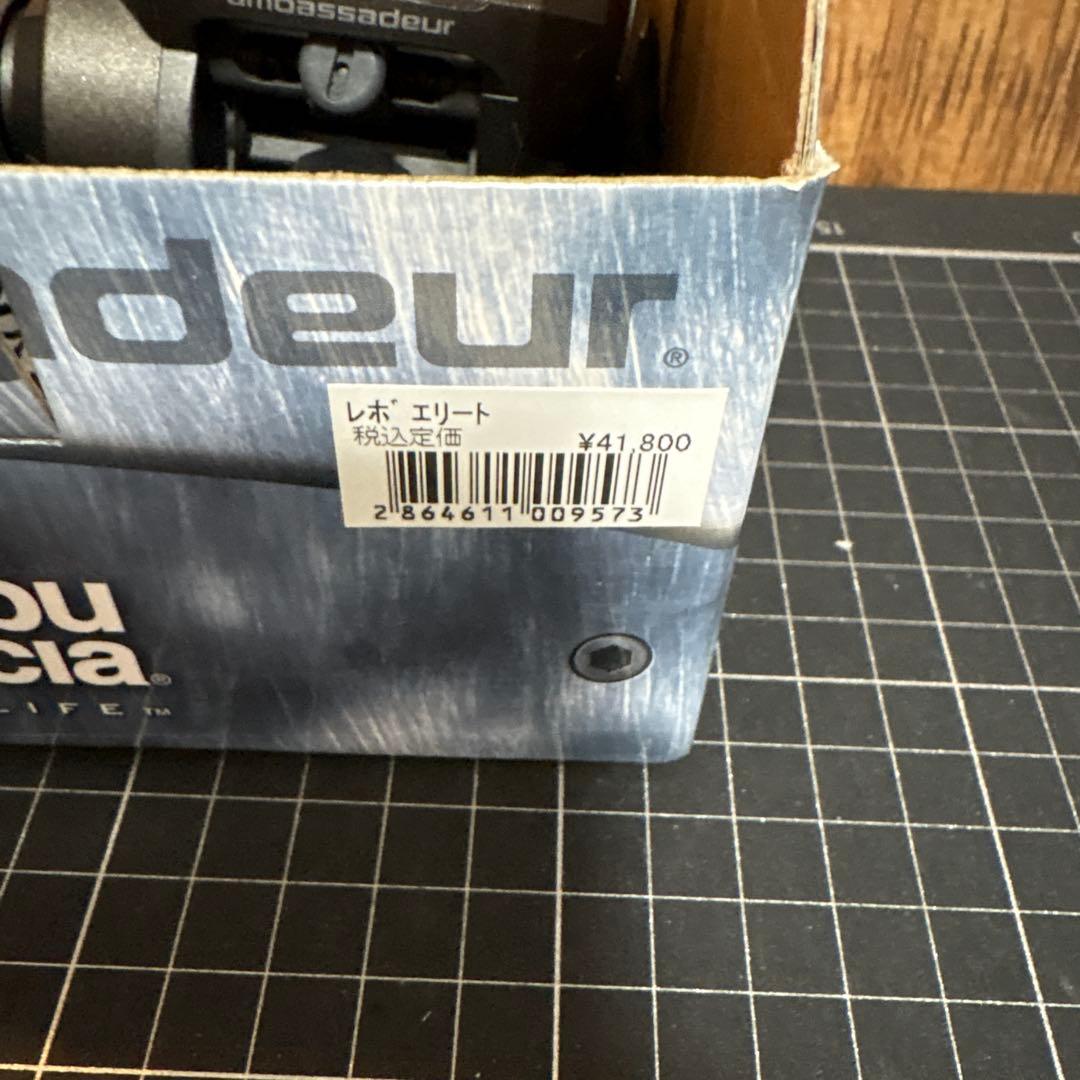 ambassadeur
adeur®
レボ エリート
税込定価 ¥41,800
2 864611 009573
ou
cia®
LIFE™
15